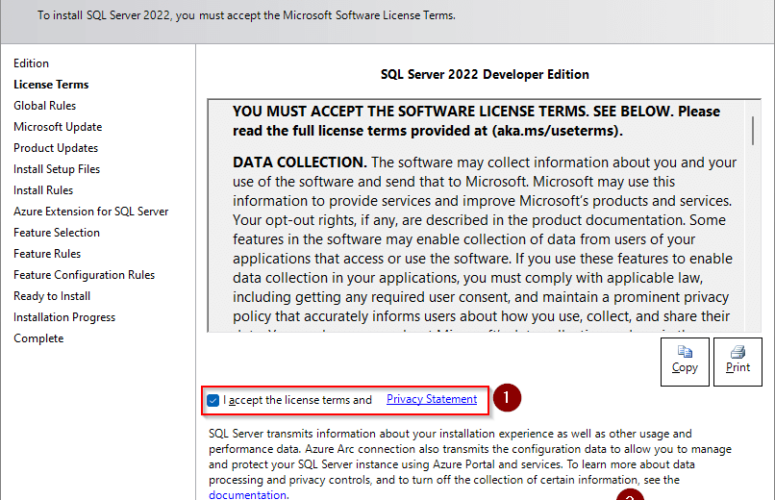 To install SQL Server 2022, you must accept the Microsoft Software License Terms.
Edition
License Terms
Global Rules
Microsoft Update
Product Updates
Install Setup Files
Install Rules
Azure Extension for SQL Server
Feature Selection
Feature Rules
Feature Configuration Rules
Ready to Install
Installation Progress
Complete
SQL Server 2022 Developer Edition
YOU MUST ACCEPT THE SOFTWARE LICENSE TERMS. SEE BELOW. Please
read the full license terms provided at (aka.ms/useterms).
DATA COLLECTION. The software may collect information about you and your
use of the software and send that to Microsoft. Microsoft may use this
information to provide services and improve Microsoft's products and services.
Your opt-out rights, if any, are described in the product documentation. Some
features in the software may enable collection of data from users of your
applications that access or use the software. If you use these features to enable
data collection in your applications, you must comply with applicable law,
including getting any required user consent, and maintain a prominent privacy
policy that accurately informs users about how you use, collect, and share their
Copy
Print
I accept the license terms and Privacy Statement
1
SQL Server transmits information about your installation experience as well as other usage and
performance data. Azure Arc connection also transmits the configuration data to allow you to manage
and protect your SQL Server instance using Azure Portal and services. To learn more about data
processing and privacy controls, and to turn off the collection of certain information, see the
documentation.